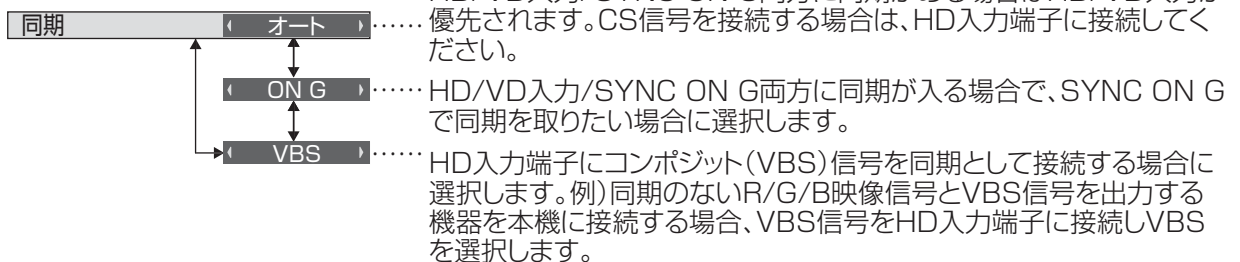 同期 オート ……優先されます。CS信号を接続する場合は、HD入力端子に接続してく
ださい。
ON G ……HD/VD入力/SYNC ON G両方に同期が入る場合で、SYNC ON G
で同期を取りたい場合に選択します。
VBS ……HD入力端子にコンポジット(VBS)信号を同期として接続する場合に
選択します。例)同期のないR/G/B映像信号とVBS信号を出力する
機器を本機に接続する場合、VBS信号をHD入力端子に接続しVBS
を選択します。